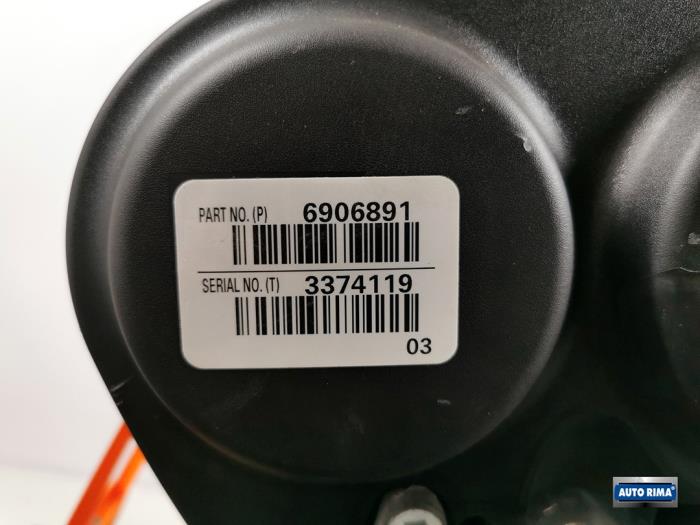 PART NO. (P) 6906891
SERIAL NO. (T) 3374119
03
AUTO RIMA